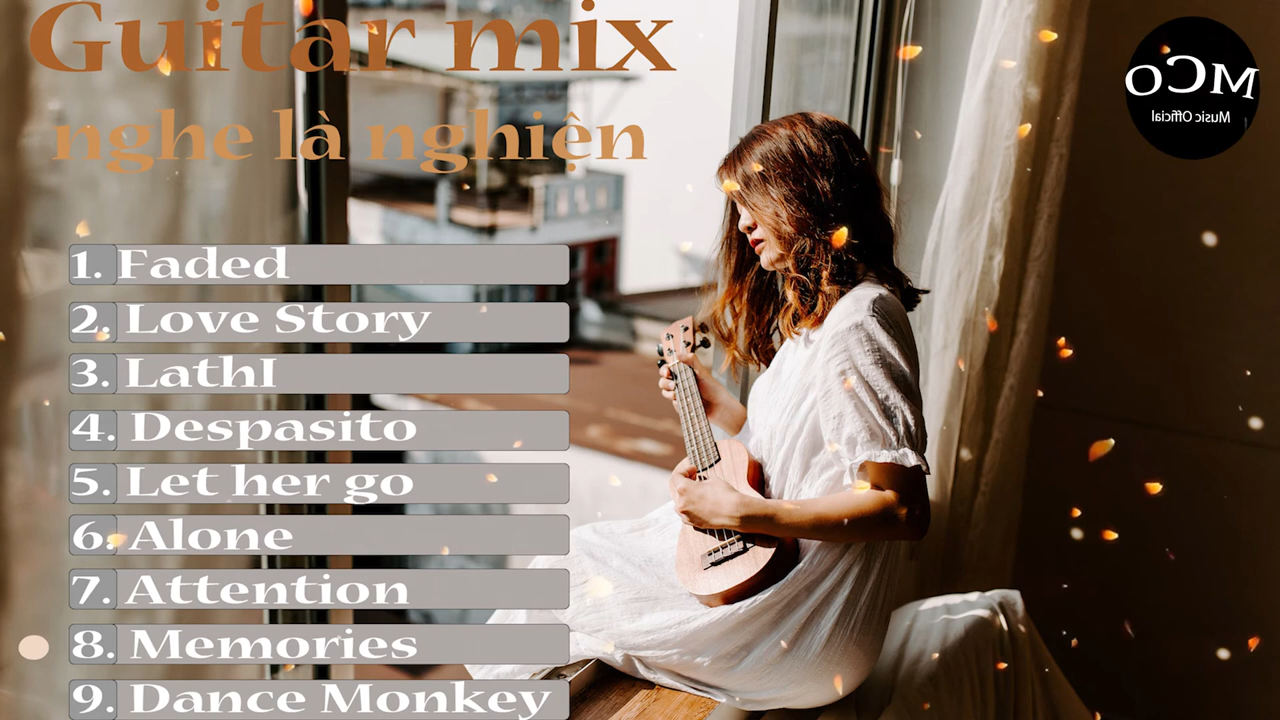 Guitar mix
nghe là nghiện
MCO
Music Official
1. Faded
2. Love Story
3. LathI
4. Despasito
5. Let her go
6. Alone
7. Attention
8. Memories
9. Dance Monkey